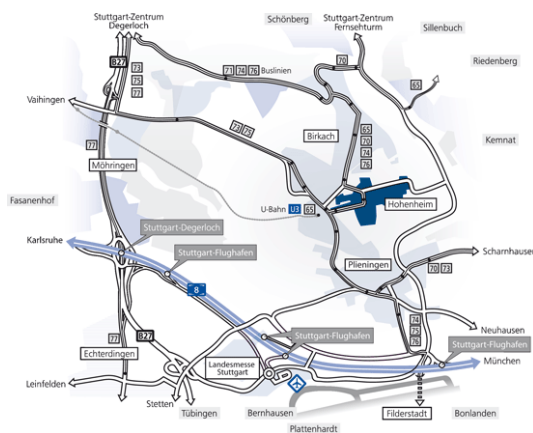 Stuttgart-Zentrum
Degerloch
Schönberg
Stuttgart-Zentrum
Fernsehturm
Sillenbuch
Riedenberg
B27
73
75
77
71 74 76 Buslinien
70
65
Vaihingen
77
73 75
Birkach
65
70
74
76
Kemnat
Möhringen
Fasanenhof
U-Bahn U3 65
Hohenheim
Karlsruhe
Stuttgart-Degerloch
Stuttgart-Flughafen
Plieningen
Scharnhausen
70 73
8
74
75
76
Neuhausen
77
B27
Stuttgart-Flughafen
Stuttgart-Flughafen
Echterdingen
Landesmesse
Stuttgart
München
Leinfelden
Stetten
Tübingen
Bernhausen
Filderstadt
Bonlanden
Plattenhardt